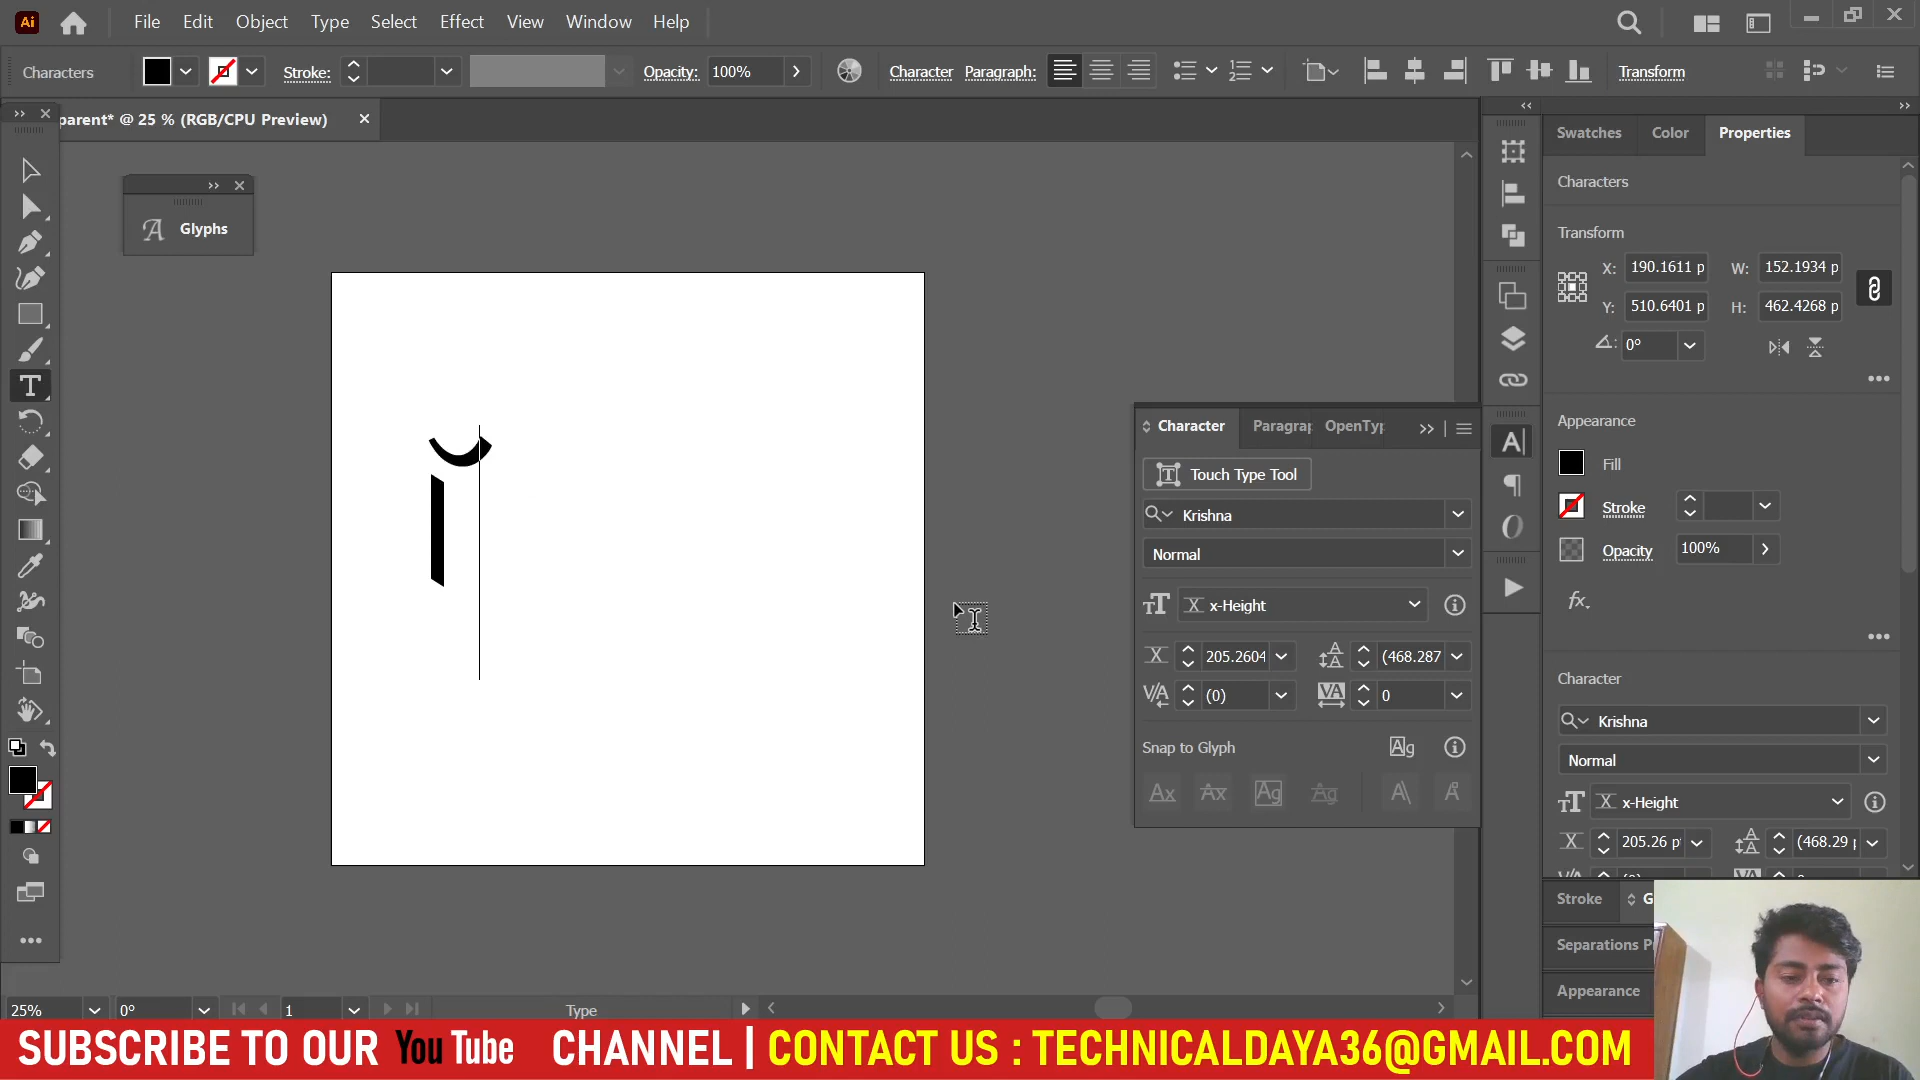 Ai File Edit Object Type Select Effect View Window Help
Characters Stroke: Opacity: 100% Character Paragraph: Transform
parent* @ 25 % (RGB/CPU Preview)
Glyphs
Character Paragraph OpenTyp
Touch Type Tool
Krishna
Normal
x-Height
205.2604 (468.287
(0) 0
Snap to Glyph
Swatches Color Properties
Characters
Transform
X: 190.1611 p W: 152.1934 p
Y: 510.6401 p H: 462.4268 p
0°
Appearance
Fill
Stroke
Opacity 100%
fx.
Character
Krishna
Normal
x-Height
205.26 p (468.29
Stroke G
Separations P
Appearance
25% 0° 1 Type
SUBSCRIBE TO OUR YouTube CHANNEL | CONTACT US : TECHNICALDAYA36@GMAIL.COM